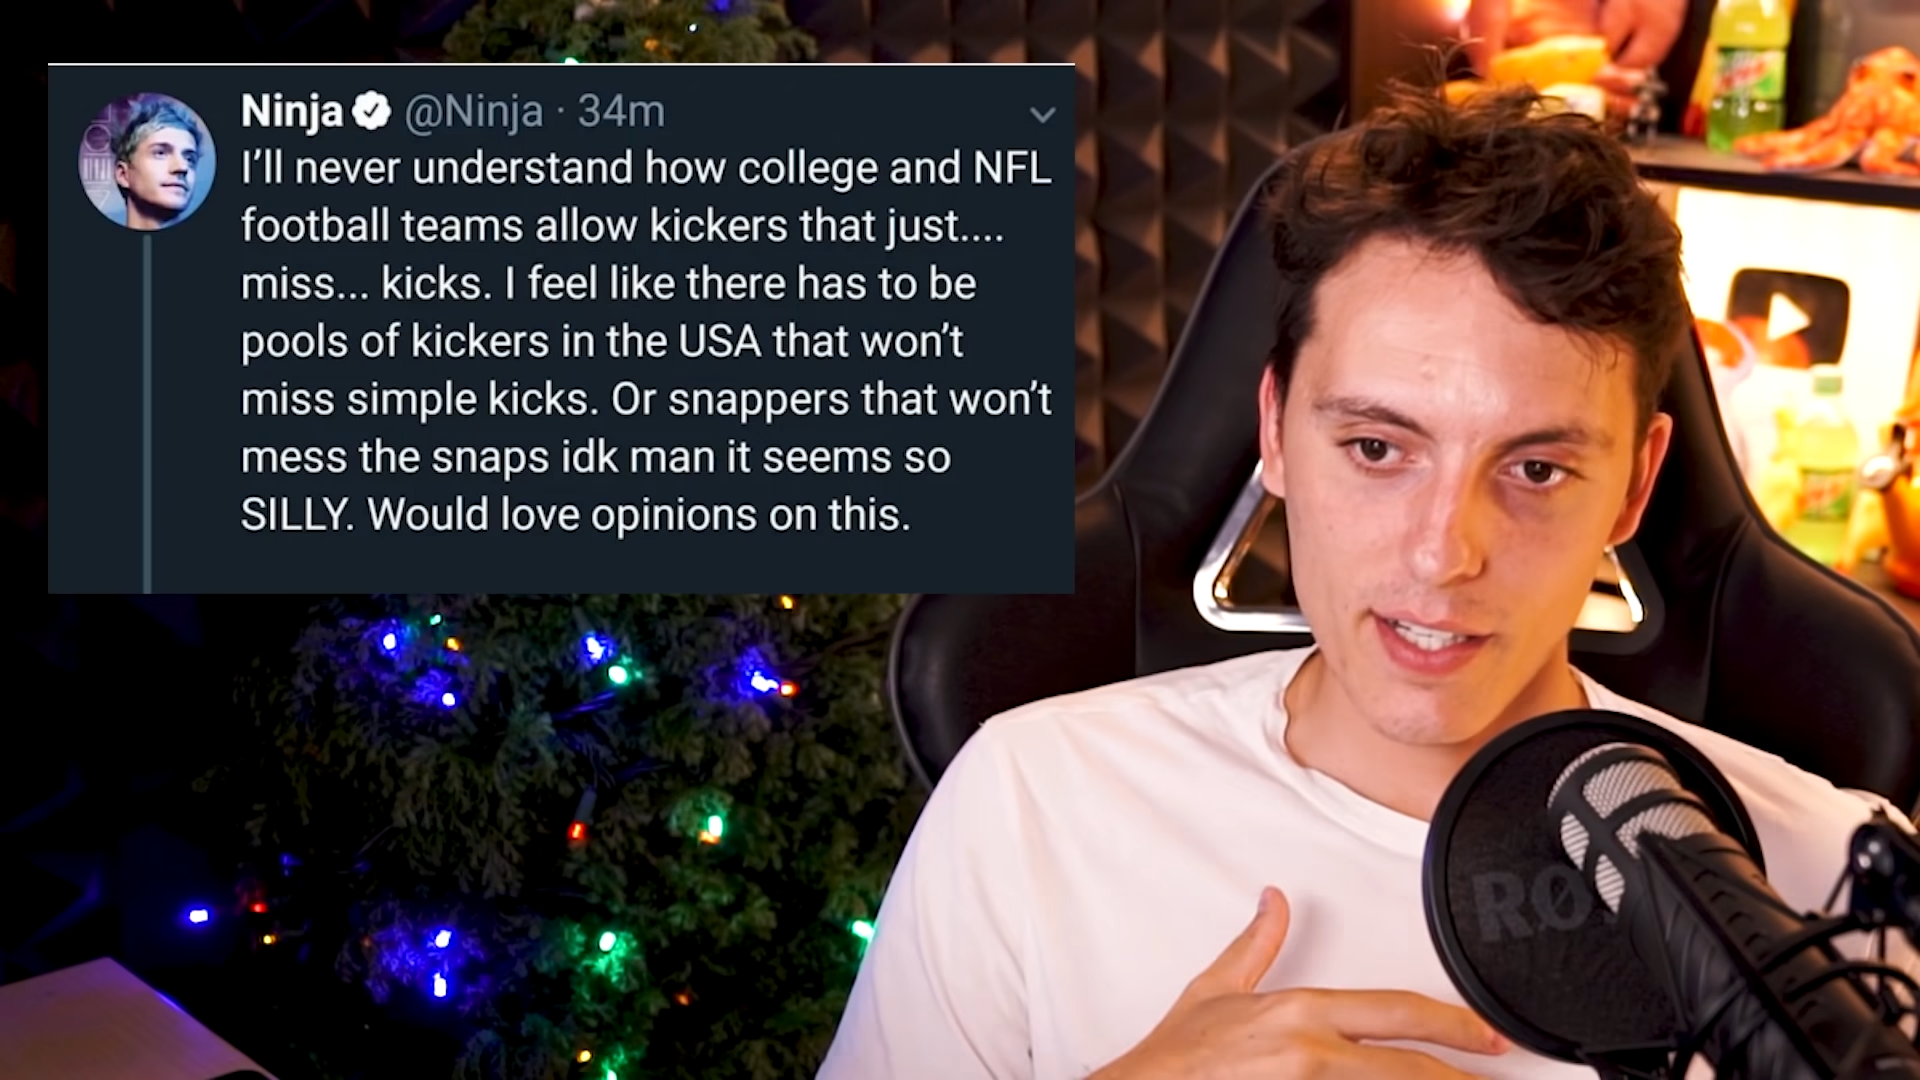 Ninja @Ninja · 34m
I’ll never understand how college and NFL
football teams allow kickers that just....
miss... kicks. I feel like there has to be
pools of kickers in the USA that won’t
miss simple kicks. Or snappers that won’t
mess the snaps idk man it seems so
SILLY. Would love opinions on this.
RØ